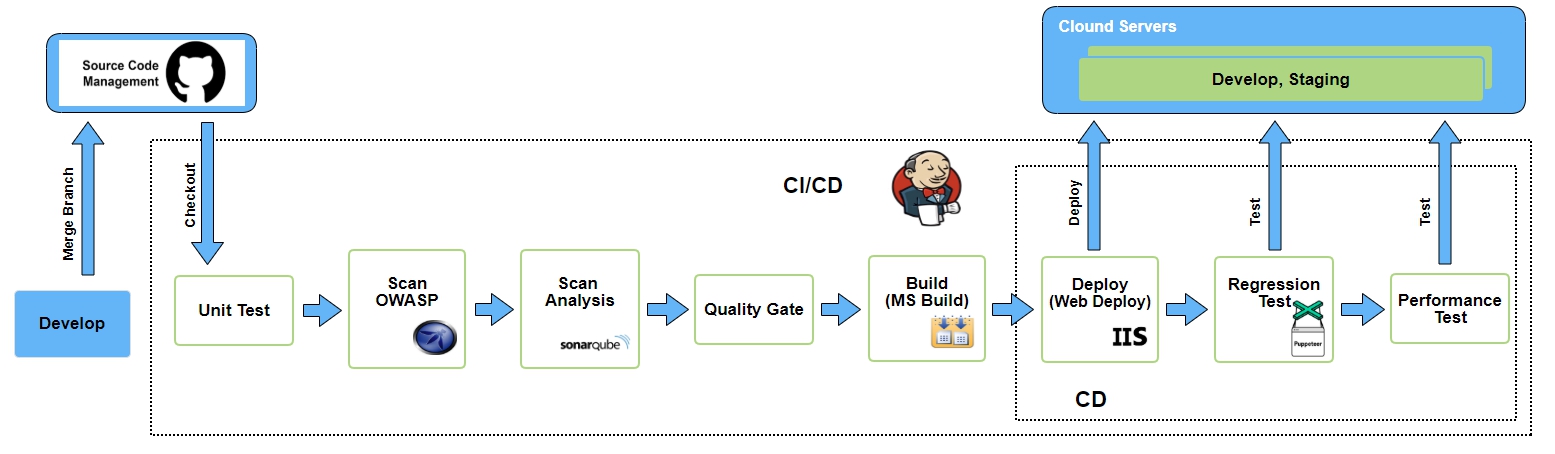 Clound Servers
Develop, Staging
Source Code
Management
Merge Branch
Checkout
CI/CD
Deploy
Test
Test
Develop
Unit Test
Scan
OWASP
Scan
Analysis
sonarqube
Quality Gate
Build
(MS Build)
Deploy
(Web Deploy)
IIS
Regression
Test
Puppeteer
Performance
Test
CD